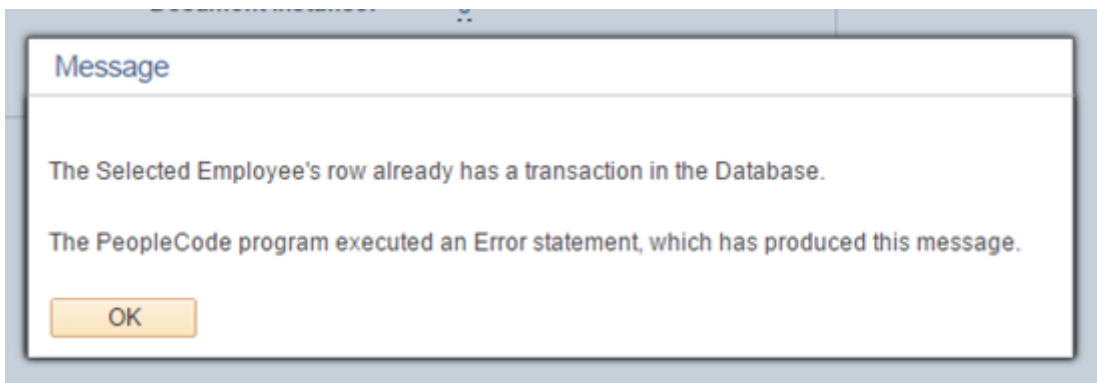 Message
The Selected Employee's row already has a transaction in the Database.
The PeopleCode program executed an Error statement, which has produced this message.
OK